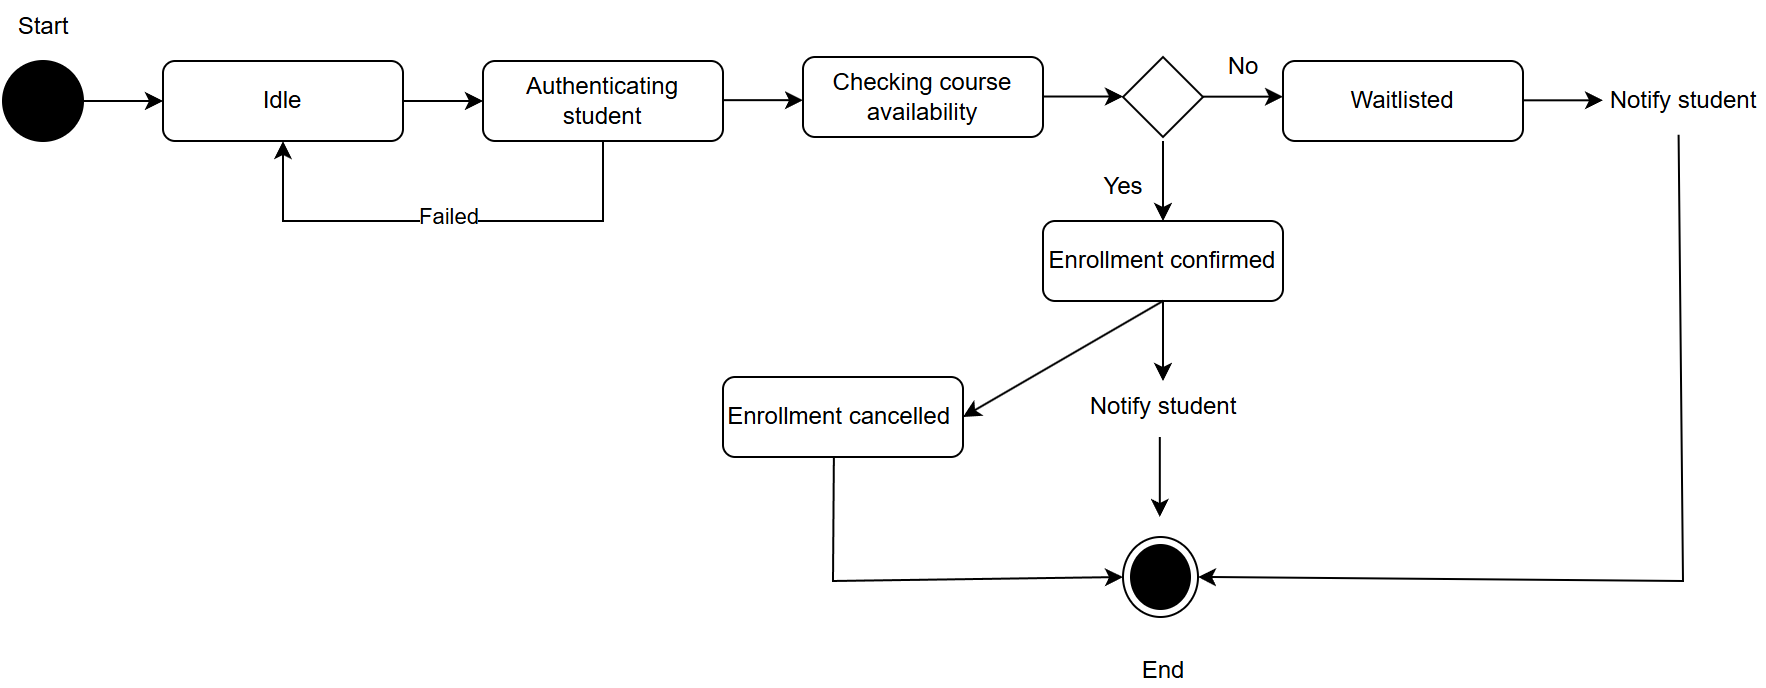 Start
Idle
Authenticating
student
Checking course
availability
No
Waitlisted
Notify student
Yes
Failed
Enrollment confirmed
Enrollment cancelled
Notify student
End